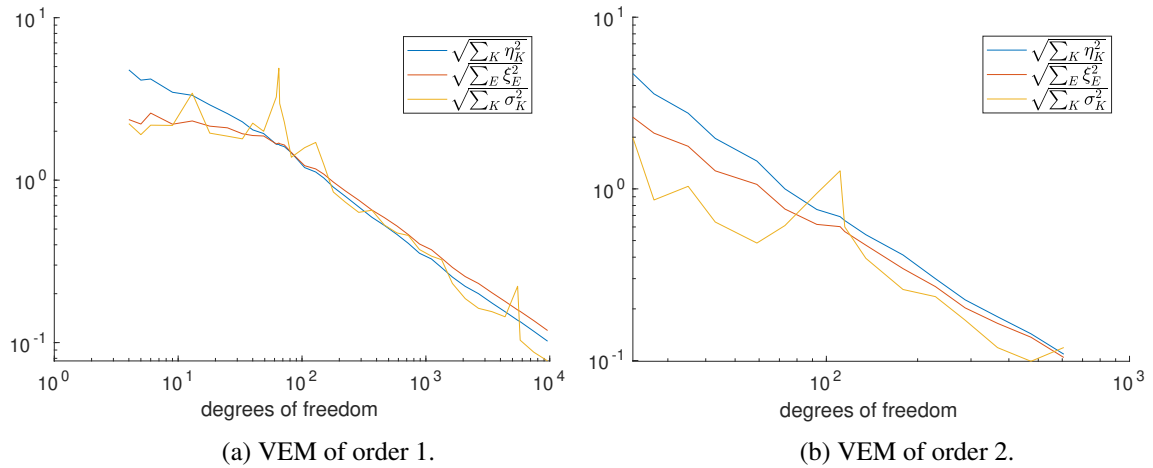 10^1
10^0
10^-1
10^0 10^1 10^2 10^3 10^4
degrees of freedom
√∑_K η_K^2
√∑_E ξ_E^2
√∑_K σ_K^2
(a) VEM of order 1.
10^1
10^0
10^-1
10^2 10^3
degrees of freedom
√∑_K η_K^2
√∑_E ξ_E^2
√∑_K σ_K^2
(b) VEM of order 2.